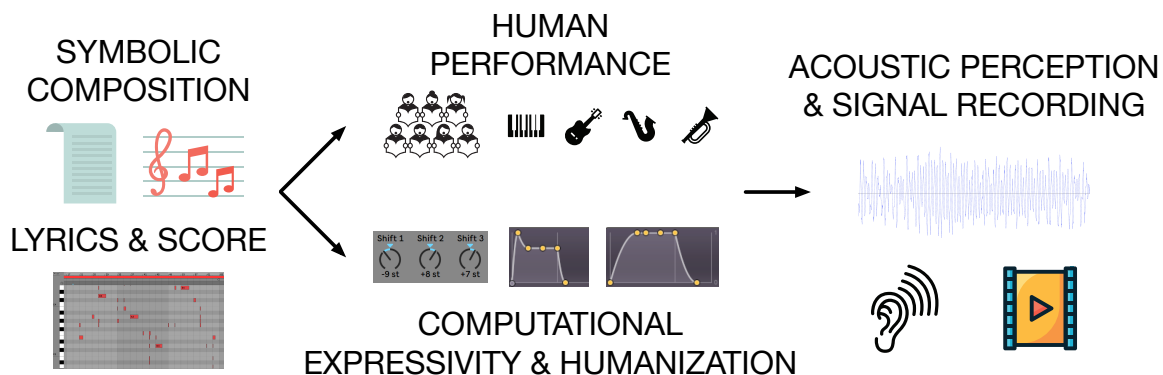 SYMBOLIC
COMPOSITION
LYRICS & SCORE
HUMAN
PERFORMANCE
Shift 1 Shift 2 Shift 3
-9 st +8 st +7 st
COMPUTATIONAL
EXPRESSIVITY & HUMANIZATION
ACOUSTIC PERCEPTION
& SIGNAL RECORDING